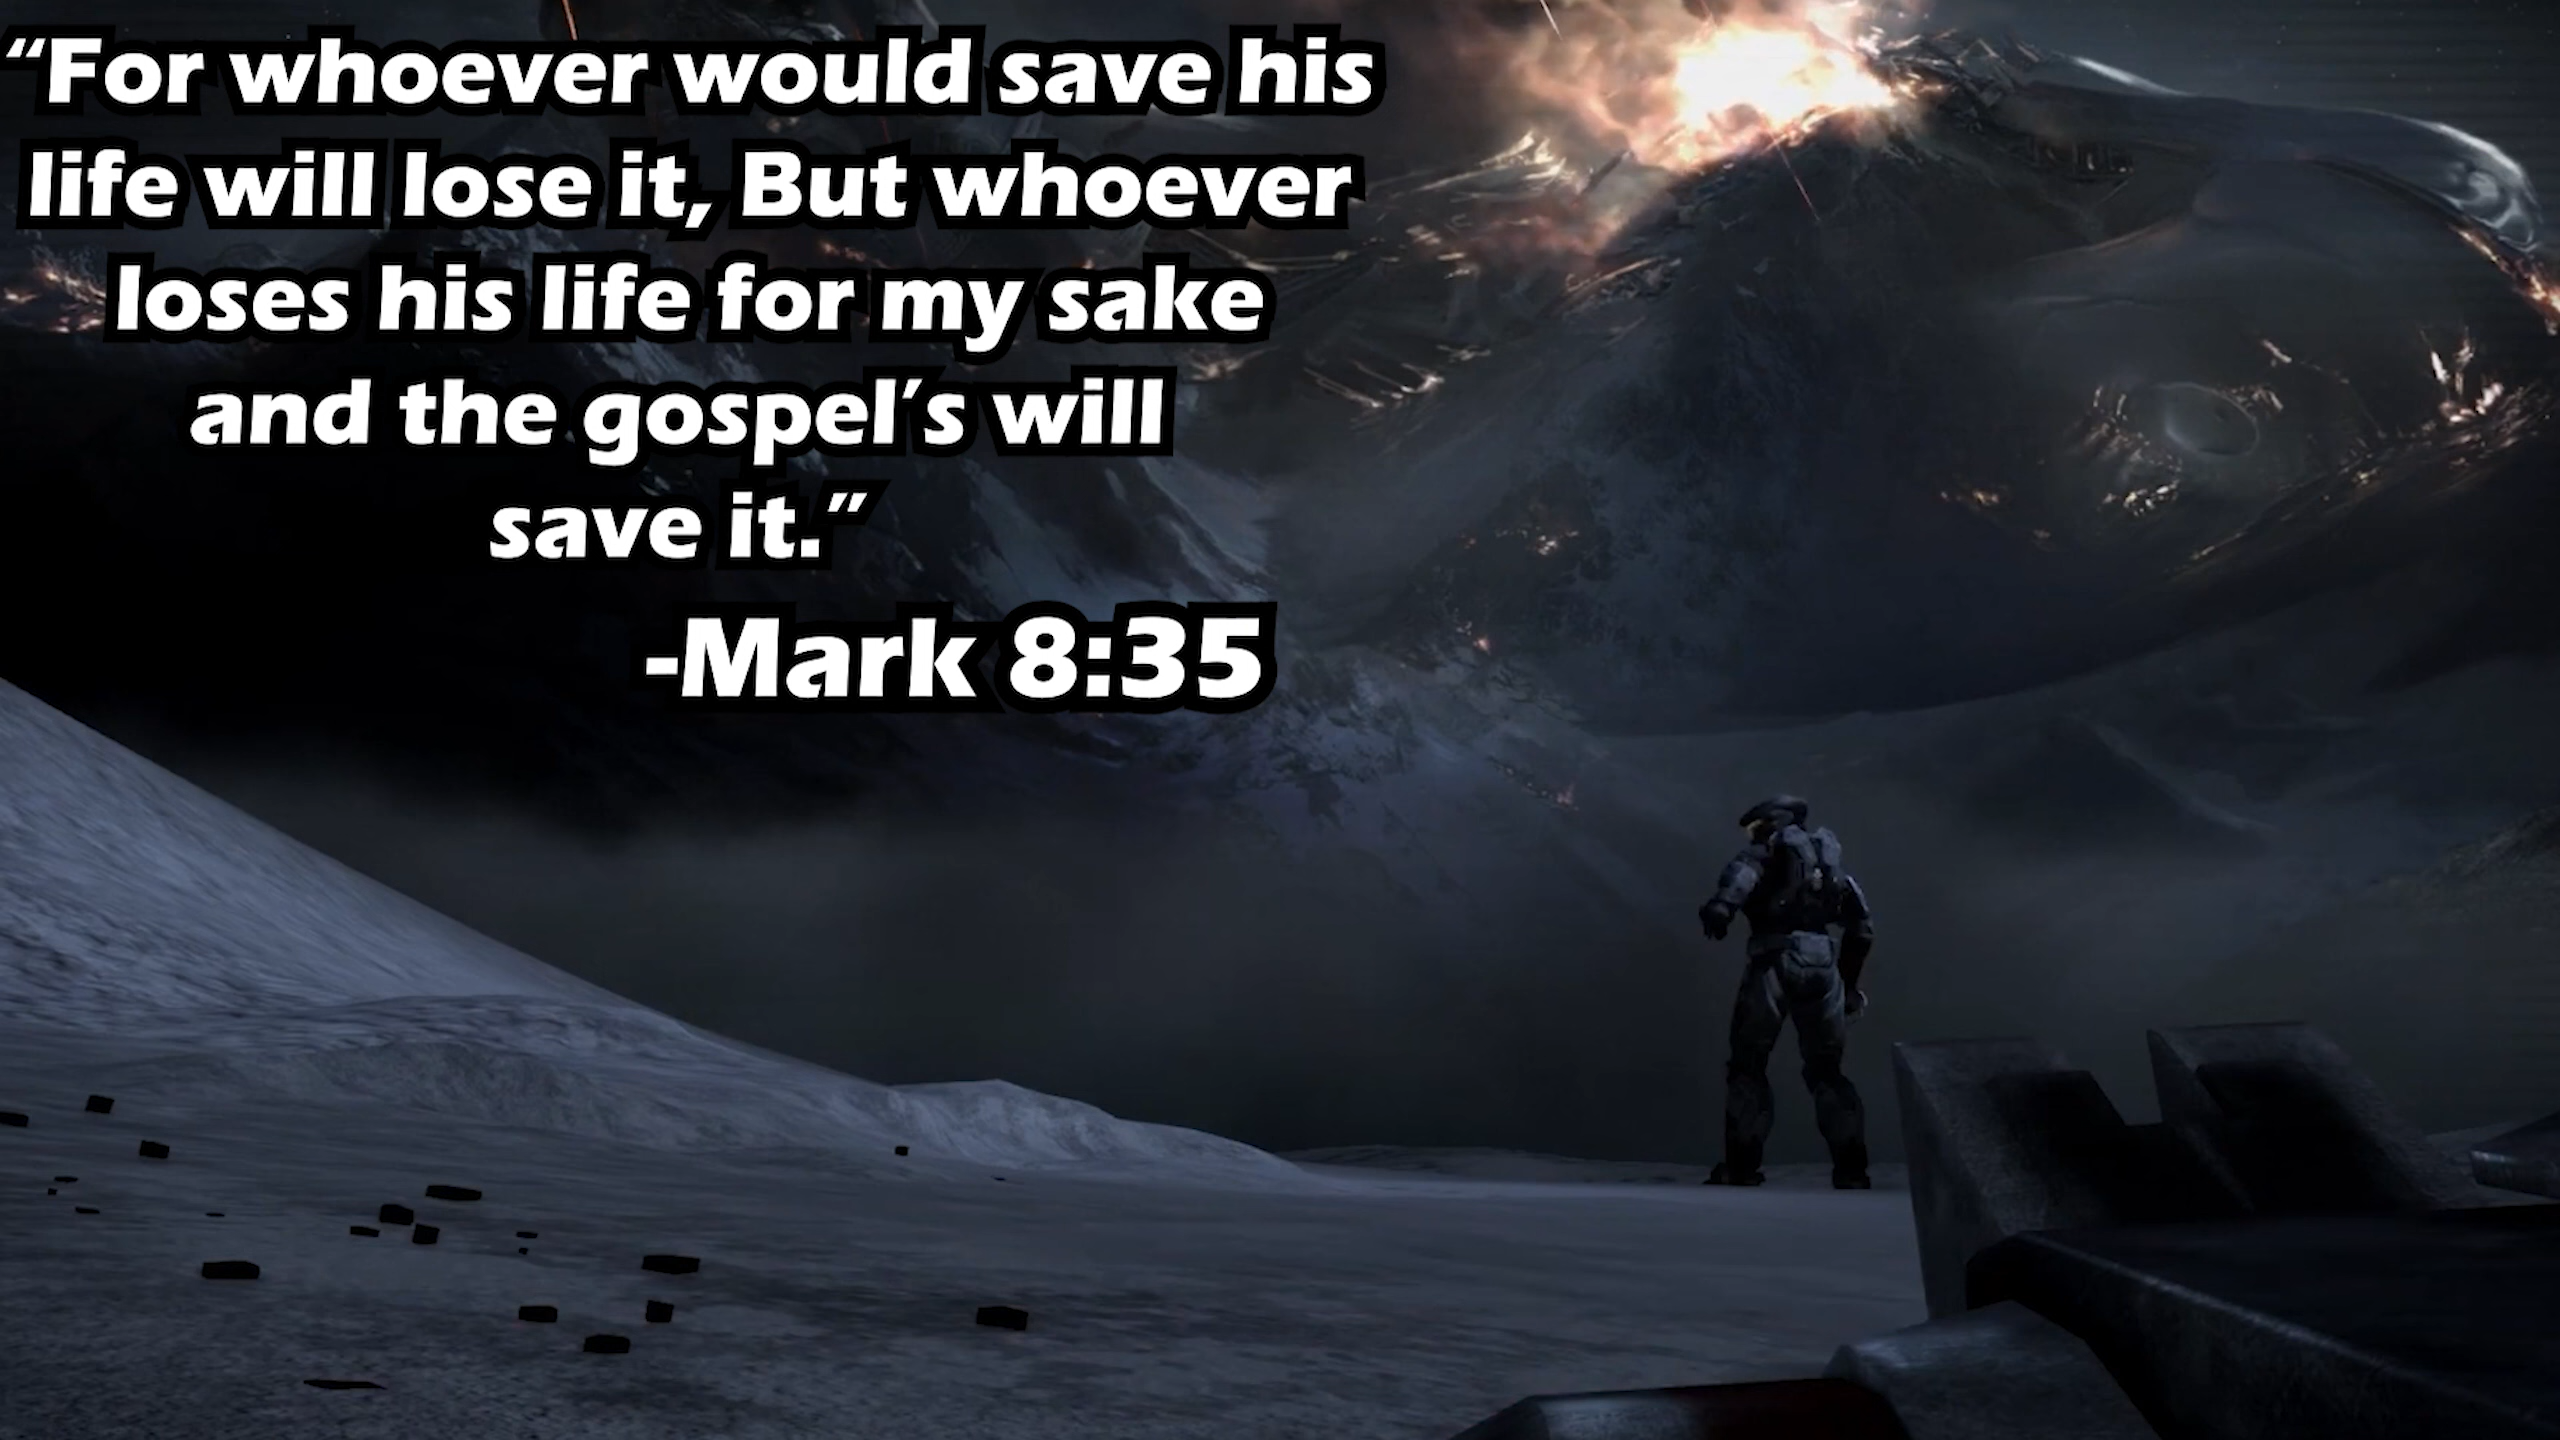 “For whoever would save his
life will lose it, But whoever
loses his life for my sake
and the gospel’s will
save it.”
-Mark 8:35